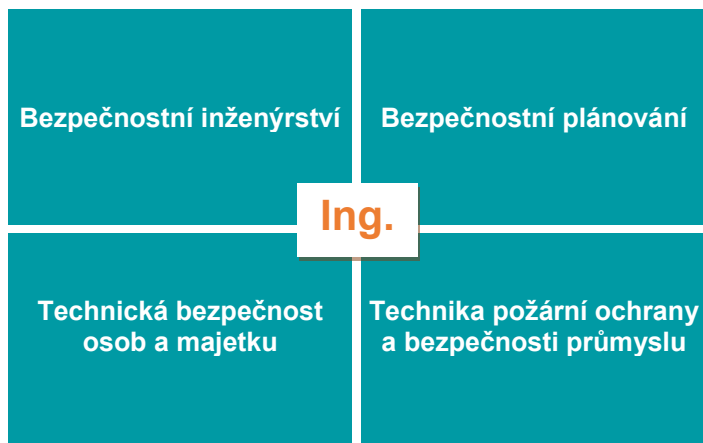 Bezpečnostní inženýrství
Bezpečnostní plánování
Ing.
Technická bezpečnost
osob a majetku
Technika požární ochrany
a bezpečnosti průmyslu